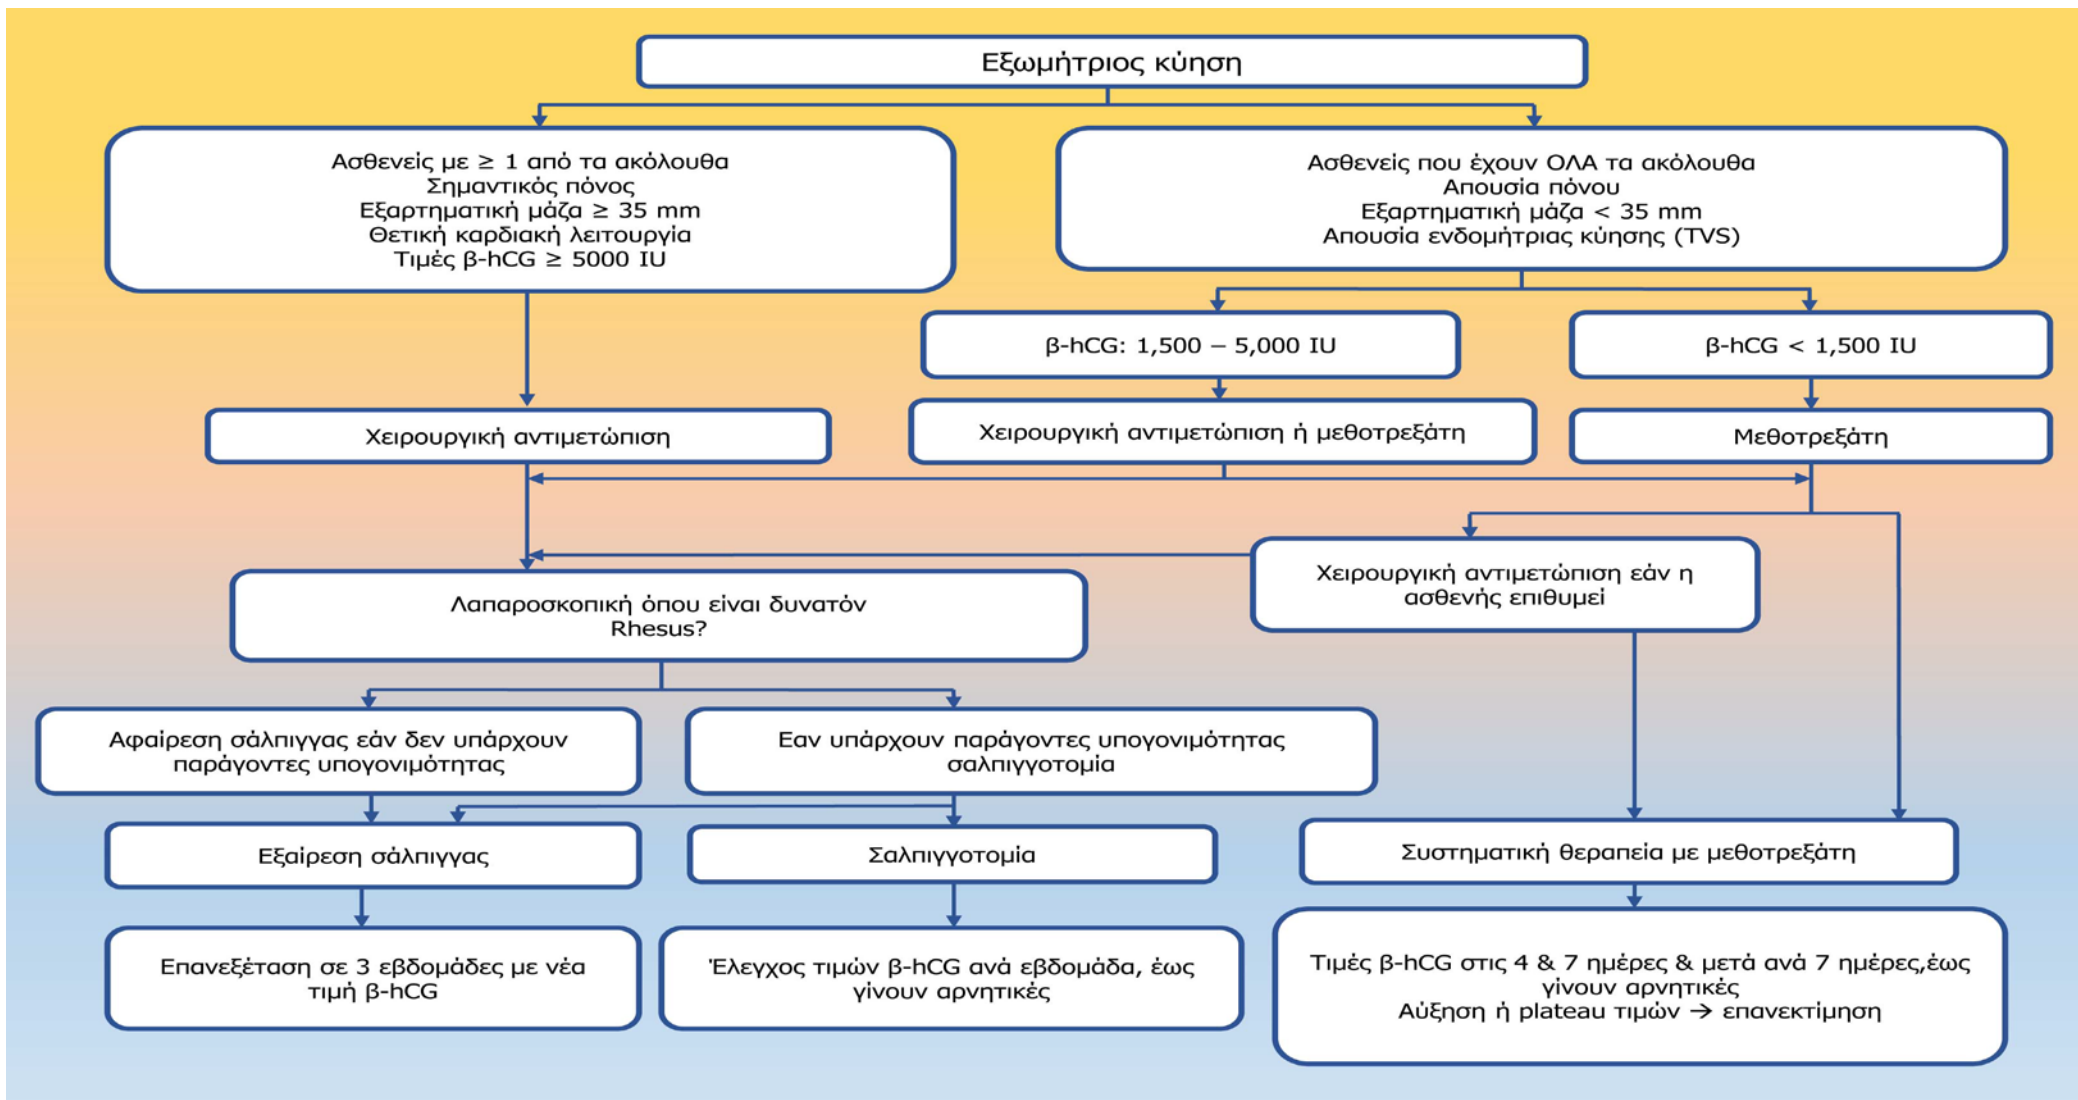 Εξωμήτριος κύηση
Ασθενείς με ≥ 1 από τα ακόλουθα
Σημαντικός πόνος
Εξαρτηματική μάζα ≥ 35 mm
Θετική καρδιακή λειτουργία
Τιμές β-hCG ≥ 5000 IU
Ασθενείς που έχουν ΟΛΑ τα ακόλουθα
Απουσία πόνου
Εξαρτηματική μάζα < 35 mm
Απουσία ενδομήτριας κύησης (TVS)
β-hCG: 1,500 – 5,000 IU
β-hCG < 1,500 IU
Χειρουργική αντιμετώπιση
Χειρουργική αντιμετώπιση ή μεθοτρεξάτη
Μεθοτρεξάτη
Χειρουργική αντιμετώπιση εάν η
ασθενής επιθυμεί
Λαπαροσκοπική όπου είναι δυνατόν
Rhesus?
Αφαίρεση σάλπιγγας εάν δεν υπάρχουν
παράγοντες υπογονιμότητας
Εαν υπάρχουν παράγοντες υπογονιμότητας
σαλπιγγοτομία
Εξαίρεση σάλπιγγας
Σαλπιγγοτομία
Συστηματική θεραπεία με μεθοτρεξάτη
Επανεξέταση σε 3 εβδομάδες με νέα
τιμή β-hCG
Έλεγχος τιμών β-hCG ανά εβδομάδα, έως
γίνουν αρνητικές
Τιμές β-hCG στις 4 & 7 ημέρες & μετά ανά 7 ημέρες,έως
γίνουν αρνητικές
Αύξηση ή plateau τιμών → επανεκτίμηση